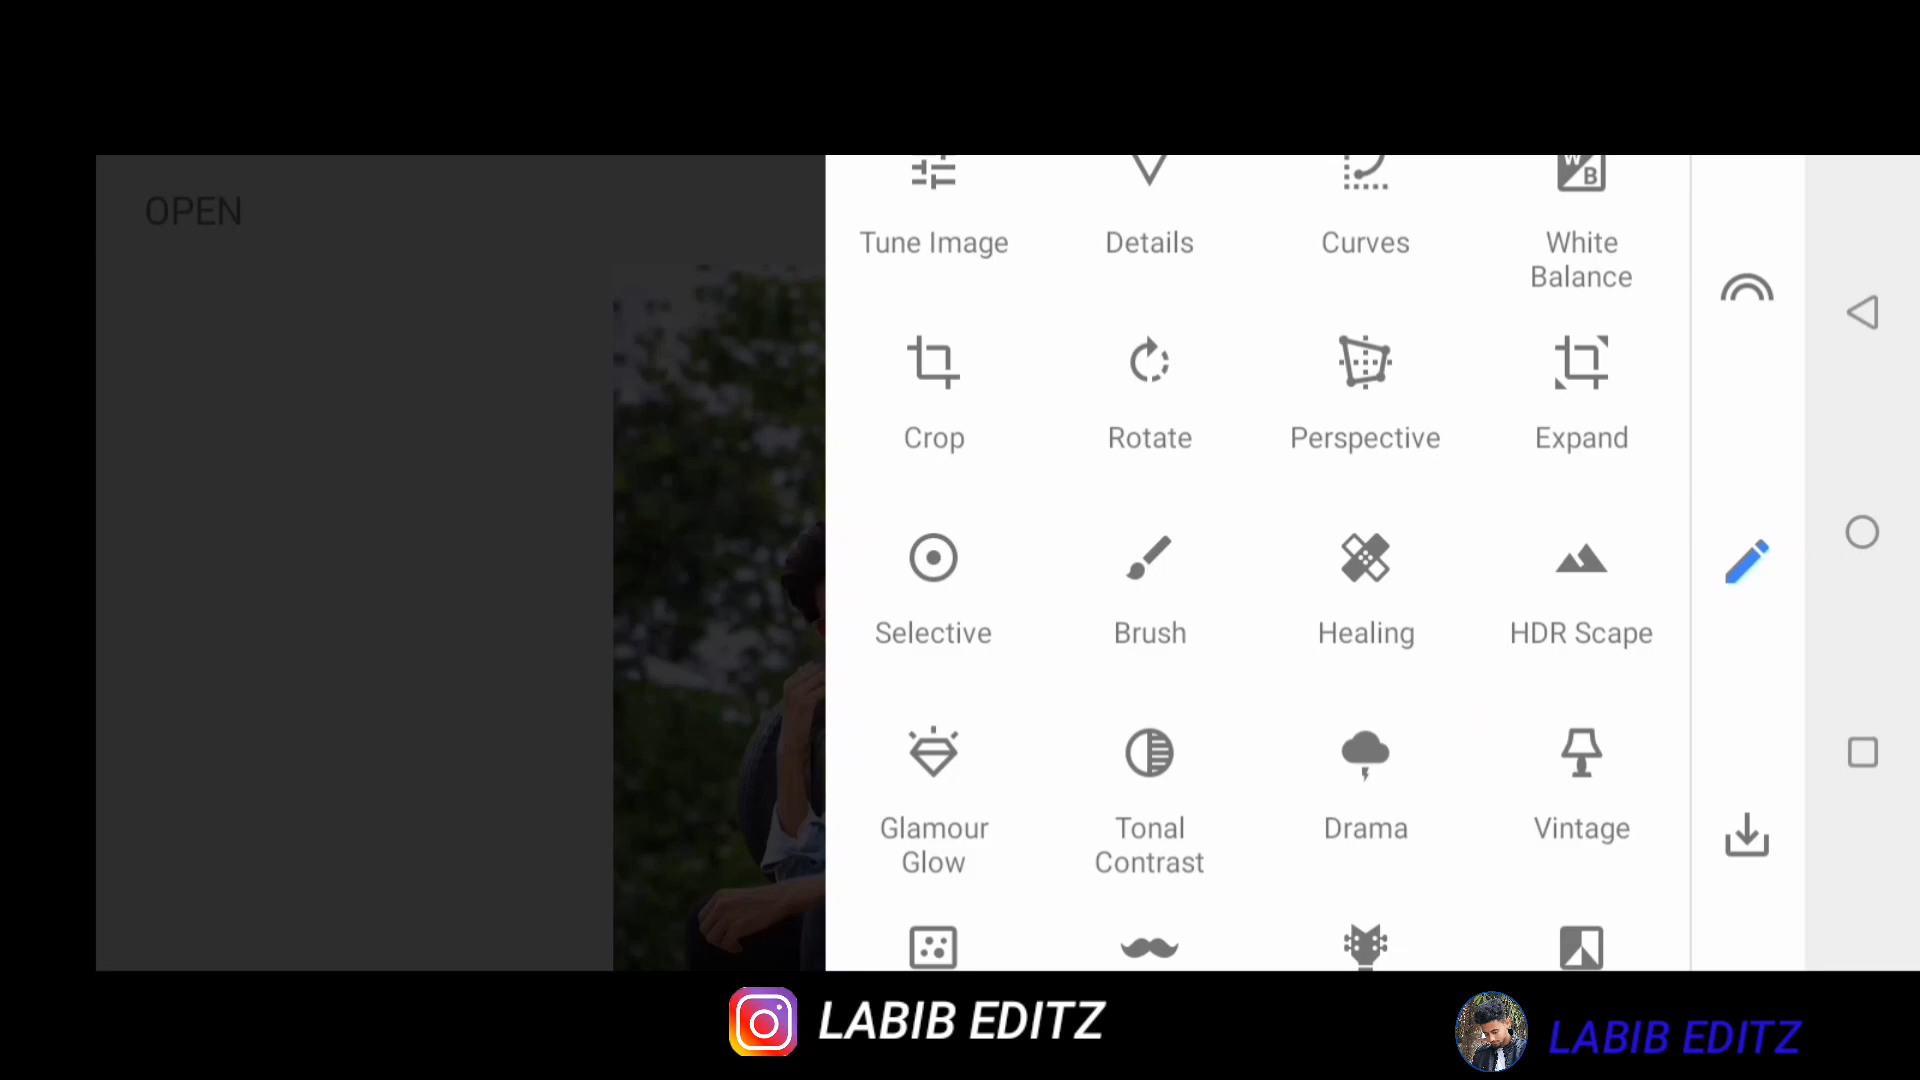 OPEN
Tune Image
Details
Curves
White
Balance
Crop
Rotate
Perspective
Expand
Selective
Brush
Healing
HDR Scape
Glamour
Glow
Tonal
Contrast
Drama
Vintage
LABIB EDITZ
LABIB EDITZ